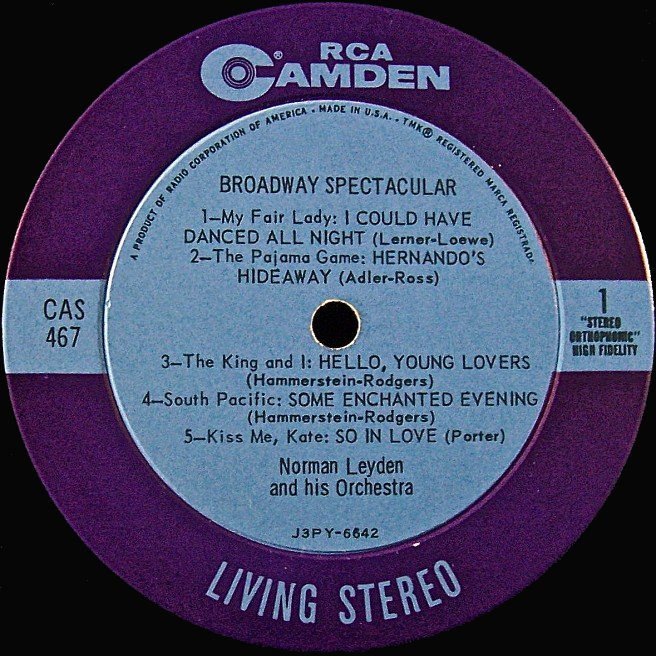 RCA
CAMDEN®
A PRODUCT OF RADIO CORPORATION OF AMERICA • MADE IN U.S.A. • TMK® REGISTERED MARCA REGISTRADA
BROADWAY SPECTACULAR
1—My Fair Lady: I COULD HAVE
DANCED ALL NIGHT (Lerner-Loewe)
2—The Pajama Game: HERNANDO'S
HIDEAWAY (Adler-Ross)
CAS
467
1
"STEREO
ORTHOPHONIC"
HIGH FIDELITY
3—The King and I: HELLO, YOUNG LOVERS
(Hammerstein-Rodgers)
4—South Pacific: SOME ENCHANTED EVENING
(Hammerstein-Rodgers)
5—Kiss Me, Kate: SO IN LOVE (Porter)
Norman Leyden
and his Orchestra
J3PY-6642
LIVING STEREO